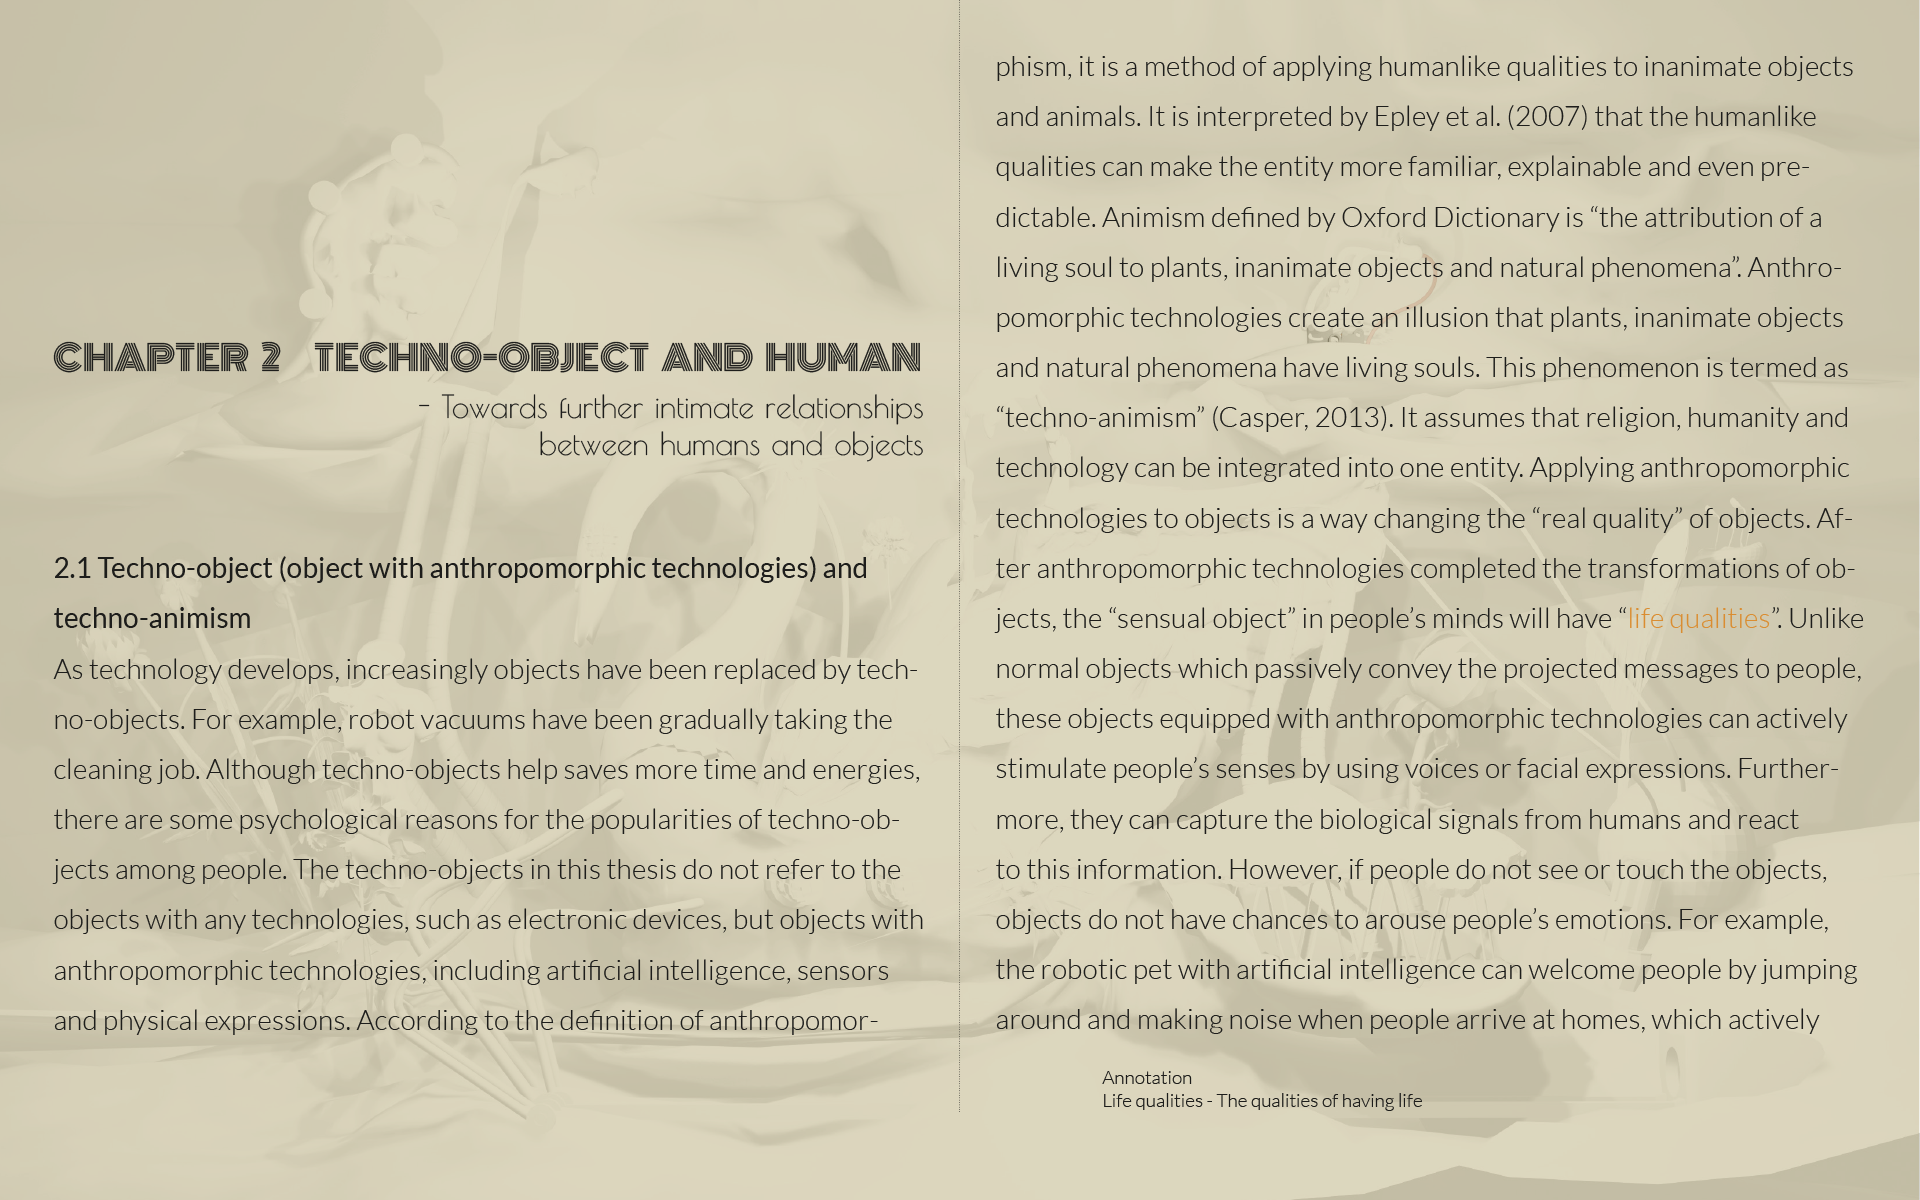 CHAPTER 2 TECHNO-OBJECT AND HUMAN
- Towards further intimate relationships
between humans and objects
2.1 Techno-object (object with anthropomorphic technologies) and
techno-animism
As technology develops, increasingly objects have been replaced by tech-
no-objects. For example, robot vacuums have been gradually taking the
cleaning job. Although techno-objects help saves more time and energies,
there are some psychological reasons for the popularities of techno-ob-
jects among people. The techno-objects in this thesis do not refer to the
objects with any technologies, such as electronic devices, but objects with
anthropomorphic technologies, including artificial intelligence, sensors
and physical expressions. According to the definition of anthropomor-
phism, it is a method of applying humanlike qualities to inanimate objects
and animals. It is interpreted by Epley et al. (2007) that the humanlike
qualities can make the entity more familiar, explainable and even pre-
dictable. Animism defined by Oxford Dictionary is “the attribution of a
living soul to plants, inanimate objects and natural phenomena”. Anthro-
pomorphic technologies create an illusion that plants, inanimate objects
and natural phenomena have living souls. This phenomenon is termed as
“techno-animism” (Casper, 2013). It assumes that religion, humanity and
technology can be integrated into one entity. Applying anthropomorphic
technologies to objects is a way changing the “real quality” of objects. Af-
ter anthropomorphic technologies completed the transformations of ob-
jects, the “sensual object” in people’s minds will have “life qualities”. Unlike
normal objects which passively convey the projected messages to people,
these objects equipped with anthropomorphic technologies can actively
stimulate people’s senses by using voices or facial expressions. Further-
more, they can capture the biological signals from humans and react
to this information. However, if people do not see or touch the objects,
objects do not have chances to arouse people’s emotions. For example,
the robotic pet with artificial intelligence can welcome people by jumping
around and making noise when people arrive at homes, which actively
Annotation
Life qualities - The qualities of having life